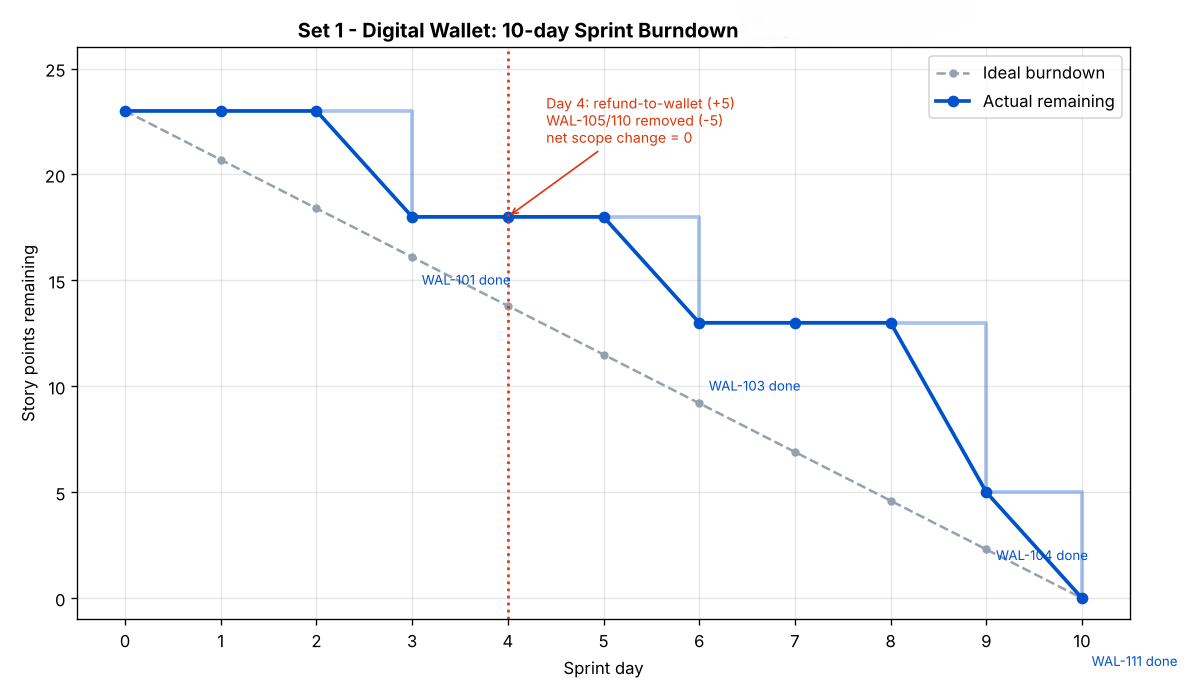 Set 1 - Digital Wallet: 10-day Sprint Burndown
Ideal burndown
Actual remaining
Day 4: refund-to-wallet (+5)
WAL-105/110 removed (-5)
net scope change = 0
25
20
15
10
5
0
Story points remaining
WAL-101 done
WAL-103 done
WAL-104 done
0 1 2 3 4 5 6 7 8 9 10
WAL-111 done
Sprint day